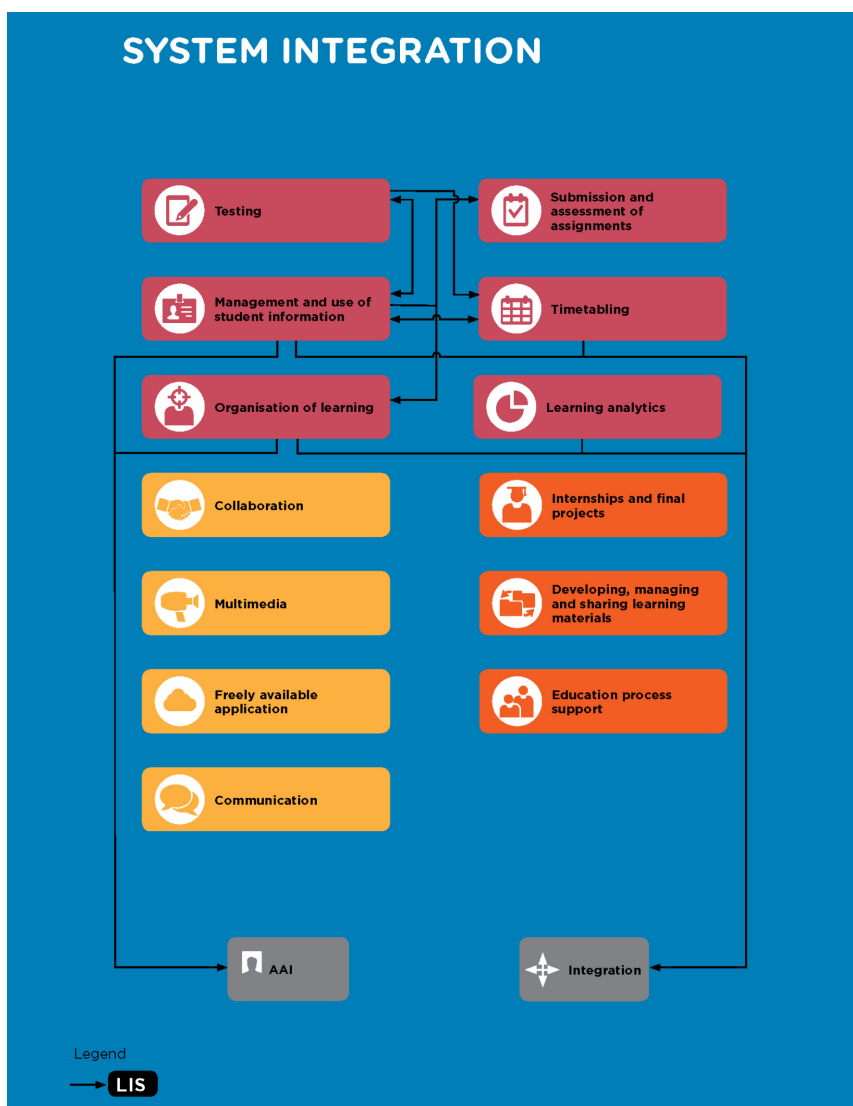 SYSTEM INTEGRATION
Testing
Submission and
assessment of
assignments
Management and use of
student information
Timetabling
Organisation of learning
Learning analytics
Collaboration
Internships and final
projects
Multimedia
Developing, managing
and sharing learning
materials
Freely available
application
Education process
support
Communication
AAI
Integration
Legend
LIS